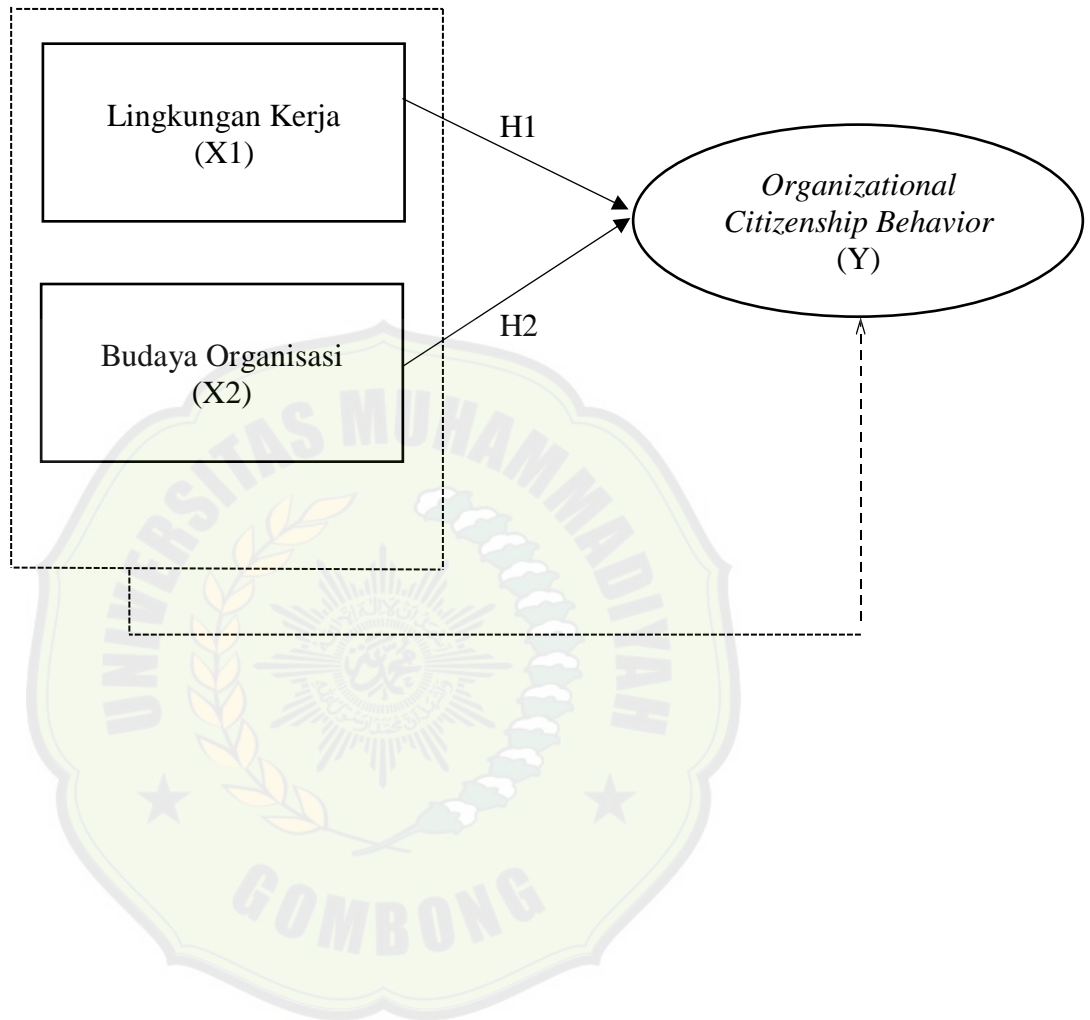 Lingkungan Kerja
(X1)
H1
Organizational
Citizenship Behavior
(Y)
Budaya Organisasi
(X2)
H2
UNIVERSITAS MUHAMMADIYAH
GOMBONG